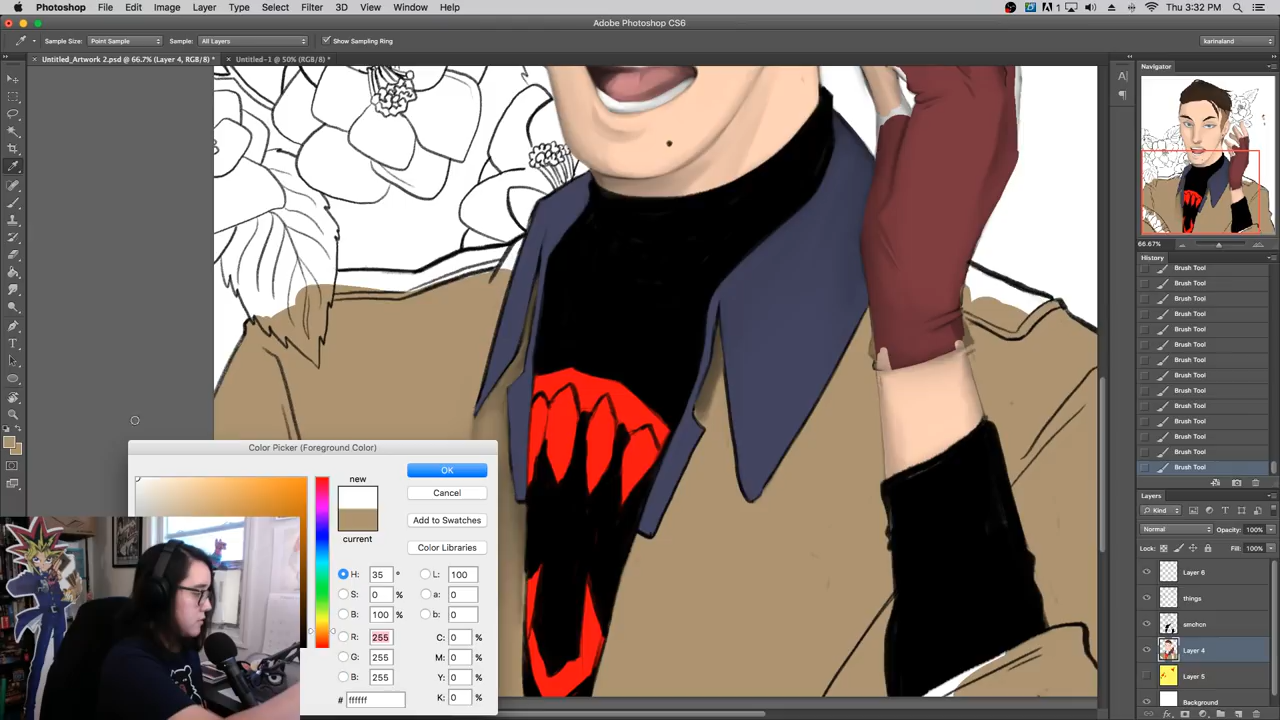 Photoshop File Edit Image Layer Type Select Filter 3D View Window Help
1 Thu 3:32 PM
Adobe Photoshop CS6
Sample Size: Point Sample Sample: All Layers Show Sampling Ring karinaland
Untitled_Artwork 2.psd @ 66.7% (Layer 4, RGB/8) * Untitled-1 @ 50% (RGB/8) *
Navigator
66.67%
History
Brush Tool
Brush Tool
Brush Tool
Brush Tool
Brush Tool
Brush Tool
Brush Tool
Brush Tool
Brush Tool
Brush Tool
Brush Tool
Brush Tool
Brush Tool
Brush Tool
Layers
Kind
Normal Opacity: 100%
Lock: Fill: 100%
Layer 6
things
smchcn
Layer 4
Layer 5
Background
Color Picker (Foreground Color)
new
current
OK
Cancel
Add to Swatches
Color Libraries
H: 35 ° L: 100
S: 0 % a: 0
B: 100 % b: 0
R: 255 C: 0 %
G: 255 M: 0 %
B: 255 Y: 0 %
# ffffff K: 0 %